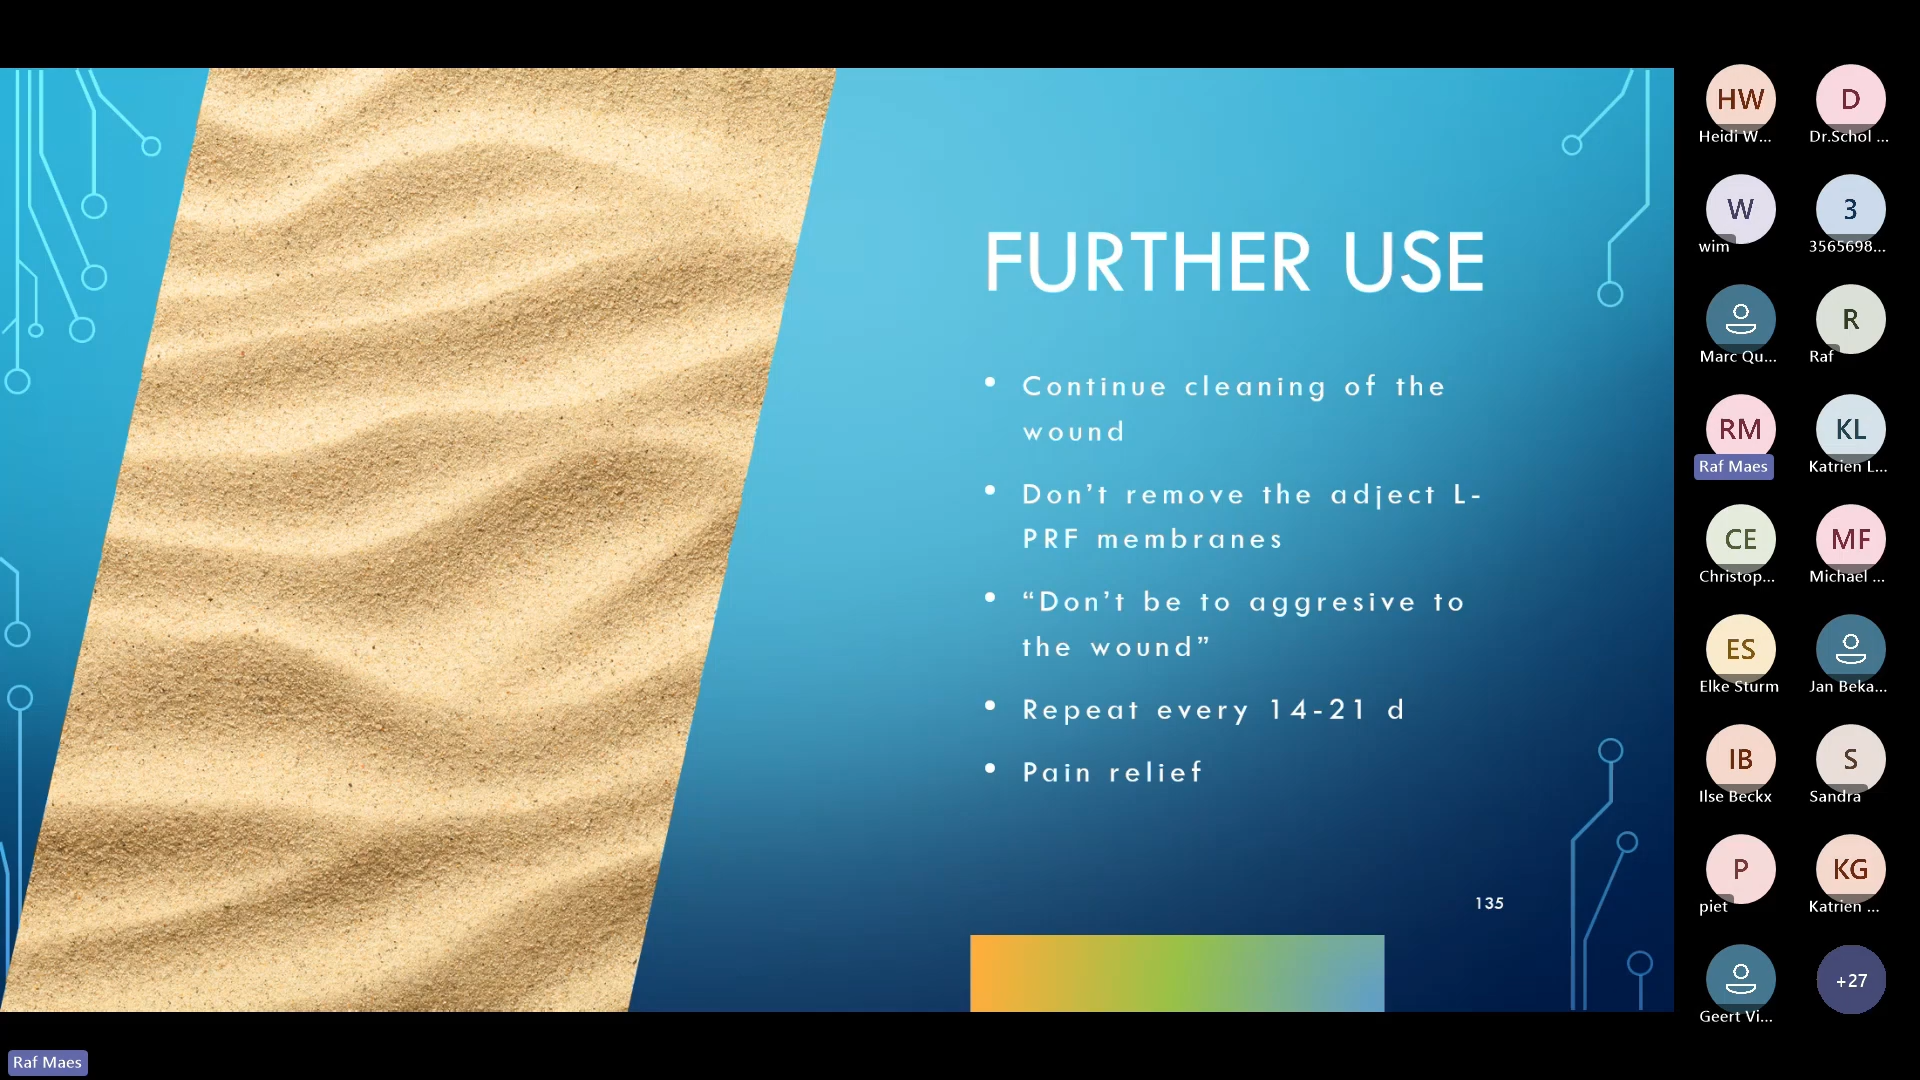 FURTHER USE
• Continue cleaning of the
wound
• Don’t remove the adject L-
PRF membranes
• “Don’t be to aggresive to
the wound”
• Repeat every 14-21 d
• Pain relief
135
HW
Heidi W...
D
Dr.Schol ...
W
wim
3
3565698...
Marc Qu...
R
Raf
RM
Raf Maes
KL
Katrien L...
CE
Christop...
MF
Michael ...
ES
Elke Sturm
Jan Beka...
IB
Ilse Beckx
S
Sandra
P
piet
KG
Katrien ...
Geert Vi...
+27
Raf Maes